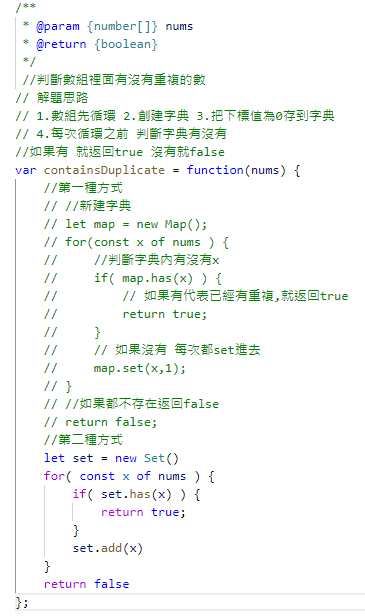 /**
 * @param {number[]} nums
 * @return {boolean}
 */
 //判斷數組裡面有沒有重複的數
// 解題思路
// 1.數組先循環 2.創建字典 3.把下標值為0存到字典
// 4.每次循環之前 判斷字典有沒有
//如果有 就返回true 沒有就false
var containsDuplicate = function(nums) {
    //第一種方式
    // //新建字典
    // let map = new Map();
    // for(const x of nums ) {
    //     //判斷字典內有沒有x
    //     if( map.has(x) ) {
    //         // 如果有代表已經有重複,就返回true
    //         return true;
    //     }
    //     // 如果沒有 每次都set進去
    //     map.set(x,1);
    // }
    // //如果都不存在返回false
    // return false;
    //第二種方式
    let set = new Set()
    for( const x of nums ) {
        if( set.has(x) ) {
            return true;
        }
        set.add(x)
    }
    return false
};